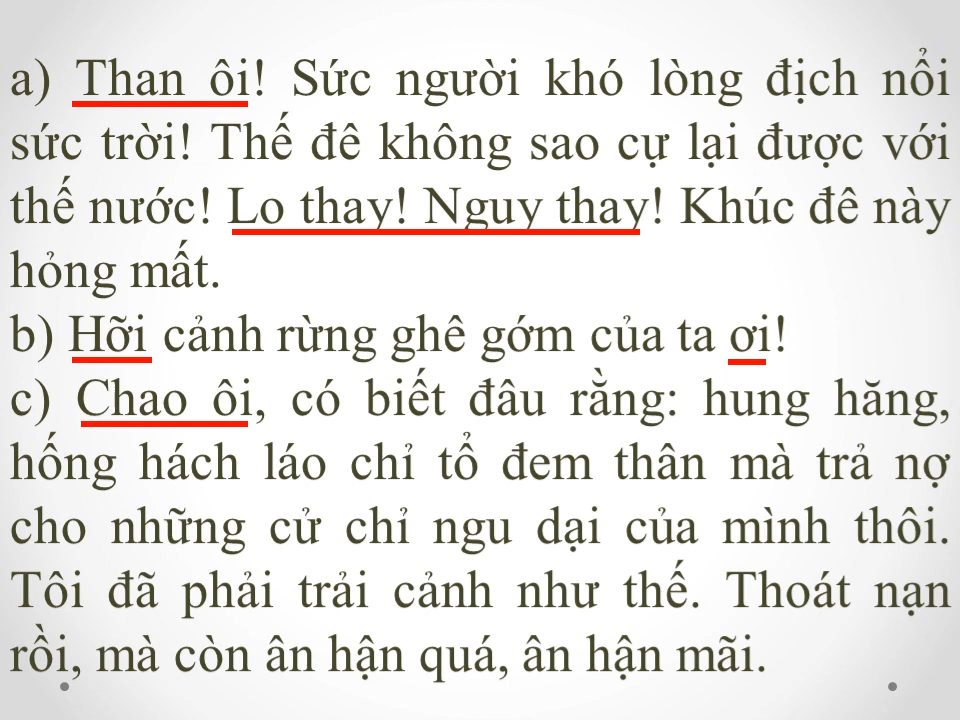 a) Than ôi! Sức người khó lòng địch nổi
sức trời! Thế đê không sao cự lại được với
thế nước! Lo thay! Nguy thay! Khúc đê này
hỏng mất.
b) Hỡi cảnh rừng ghê gớm của ta ơi!
c) Chao ôi, có biết đâu rằng: hung hăng,
hống hách láo chỉ tổ đem thân mà trả nợ
cho những cử chỉ ngu dại của mình thôi.
Tôi đã phải trải cảnh như thế. Thoát nạn
rồi, mà còn ân hận quá, ân hận mãi.